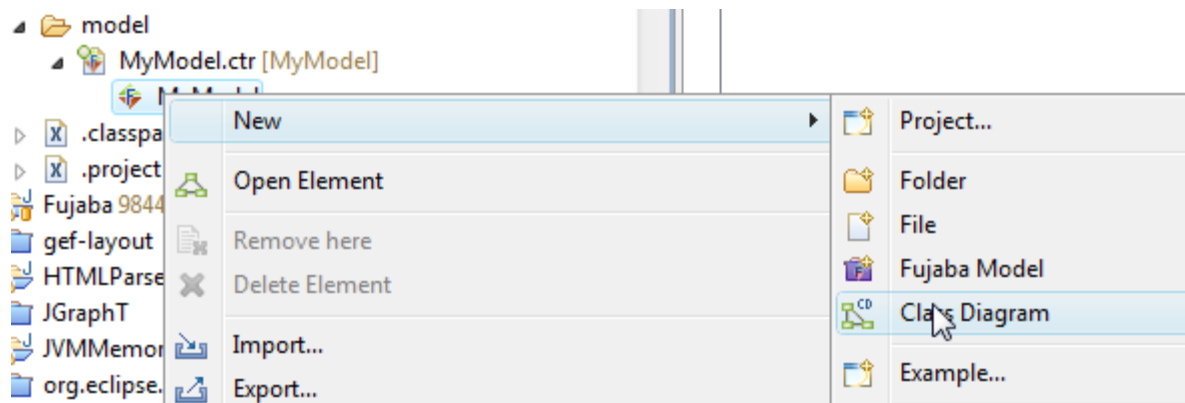 model
MyModel.ctr [MyModel]
New
Project...
.classpa
.project
Open Element
Folder
Fujaba 9844
File
gef-layout
Remove here
HTMLParse
Delete Element
Fujaba Model
JGraphT
Class Diagram
JVMMemor
Import...
org.eclipse.
Export...
Example...